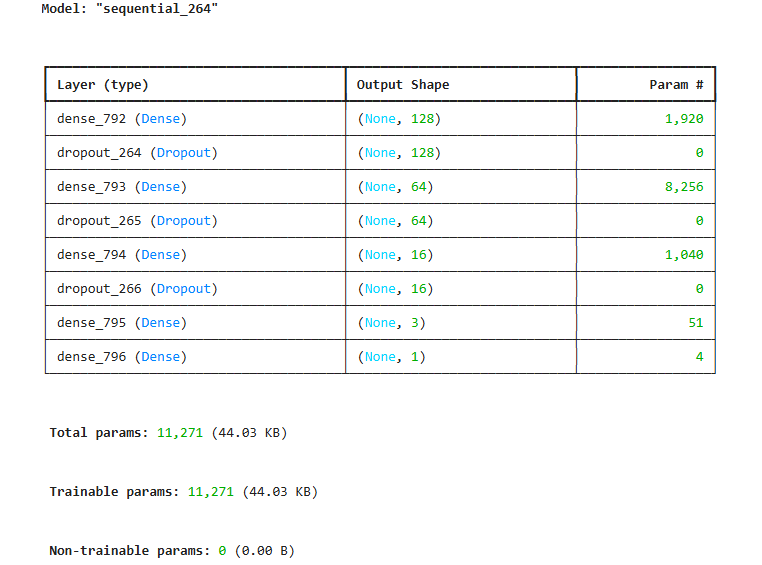 Model: "sequential_264"
Layer (type) Output Shape Param #
dense_792 (Dense) (None, 128) 1,920
dropout_264 (Dropout) (None, 128) 0
dense_793 (Dense) (None, 64) 8,256
dropout_265 (Dropout) (None, 64) 0
dense_794 (Dense) (None, 16) 1,040
dropout_266 (Dropout) (None, 16) 0
dense_795 (Dense) (None, 3) 51
dense_796 (Dense) (None, 1) 4
Total params: 11,271 (44.03 KB)
Trainable params: 11,271 (44.03 KB)
Non-trainable params: 0 (0.00 B)